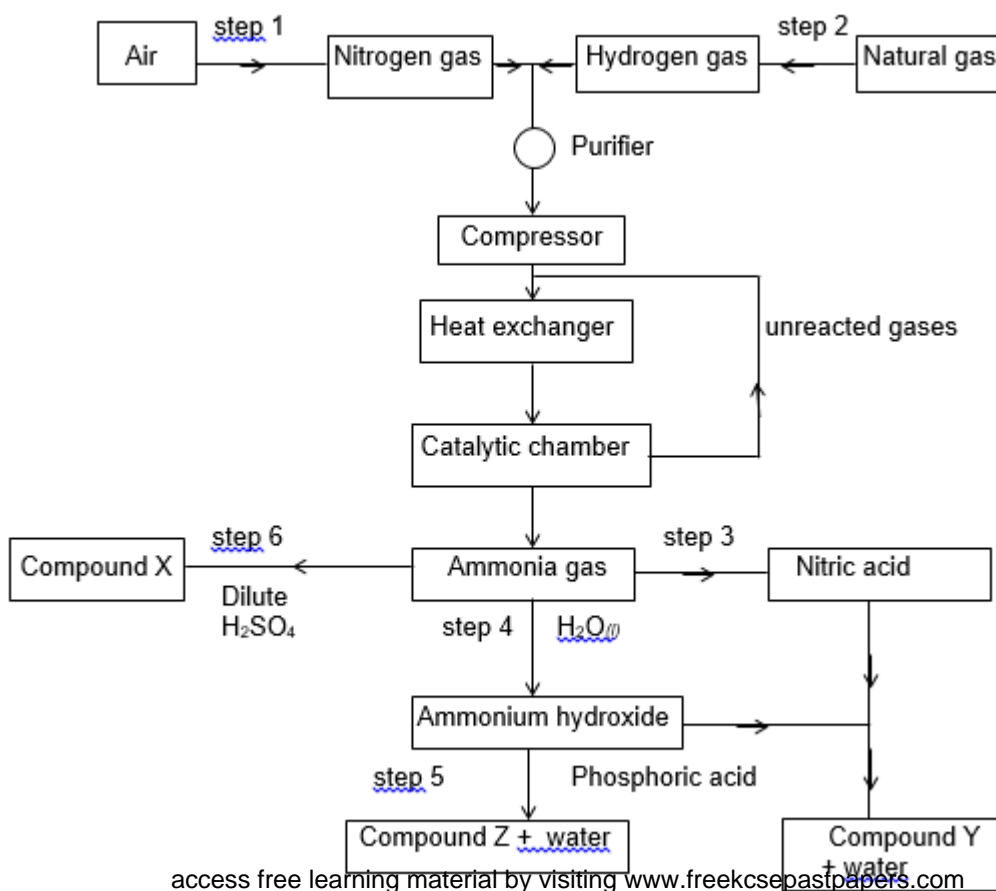 step 1
step 2
Air
Nitrogen gas
Hydrogen gas
Natural gas
Purifier
Compressor
Heat exchanger
unreacted gases
Catalytic chamber
step 6
step 3
Compound X
Ammonia gas
Nitric acid
Dilute
H₂SO₄
step 4
H₂O(l)
Ammonium hydroxide
step 5
Phosphoric acid
Compound Z + water
Compound Y
+ water
access free learning material by visiting www.freekcsepastpapers.com